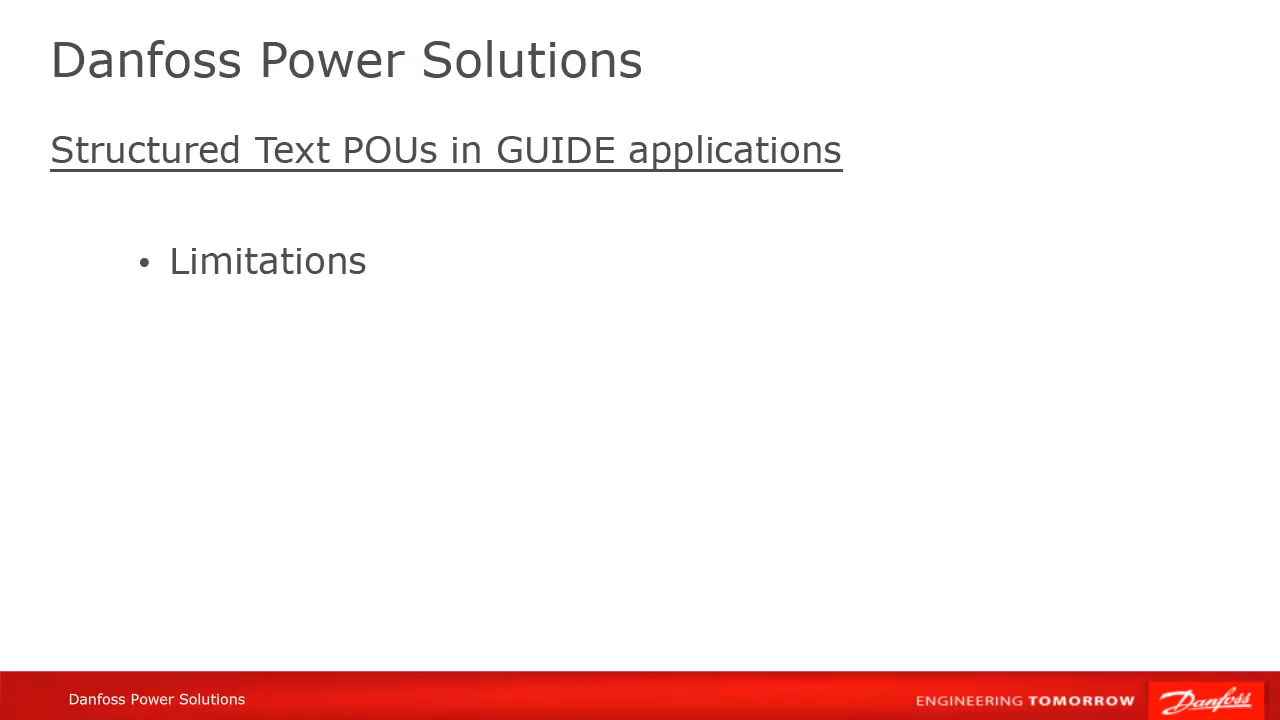 Danfoss Power Solutions
Structured Text POUs in GUIDE applications
• Limitations
Danfoss Power Solutions
ENGINEERING TOMORROW
Danfoss